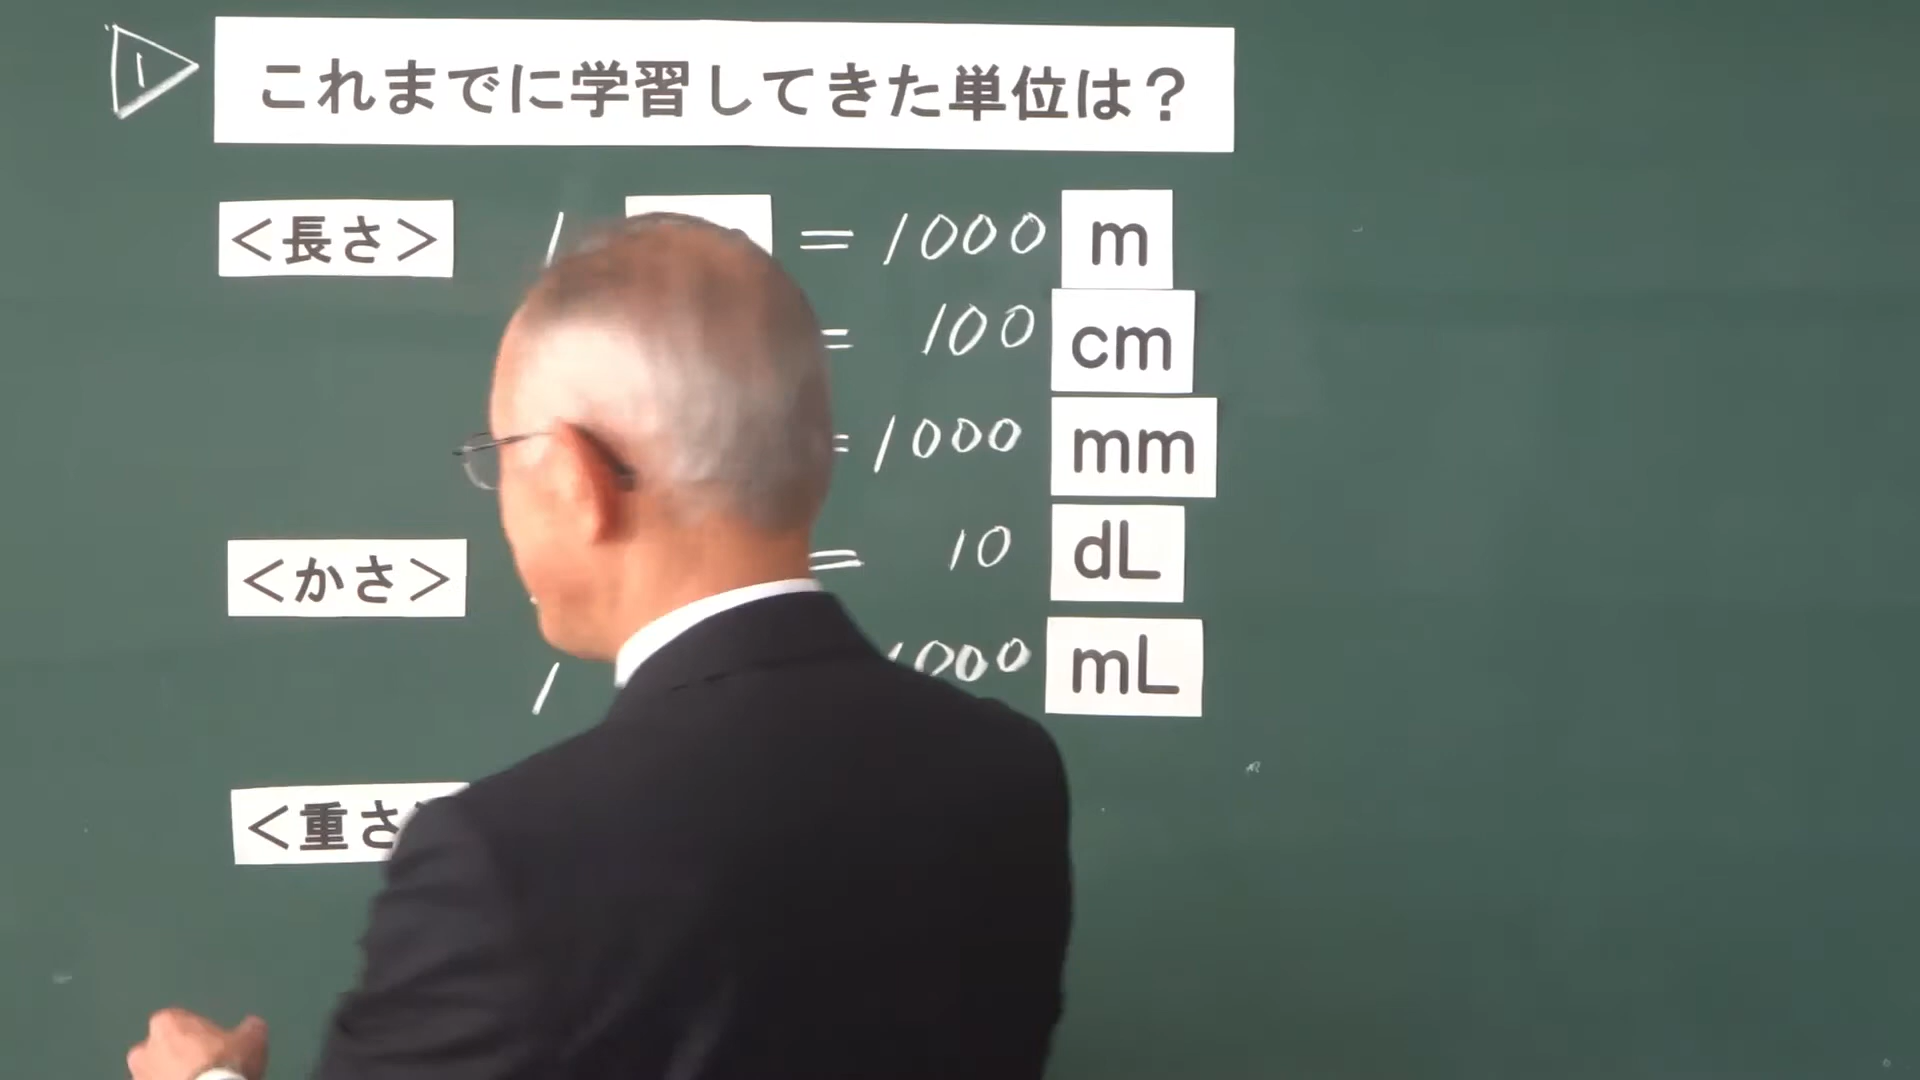 1
これまでに学習してきた単位は？
＜長さ＞ 1 = 1000 m
= 100 cm
= 1000 mm
＜かさ＞ = 10 dL
1 1000 mL
＜重さ